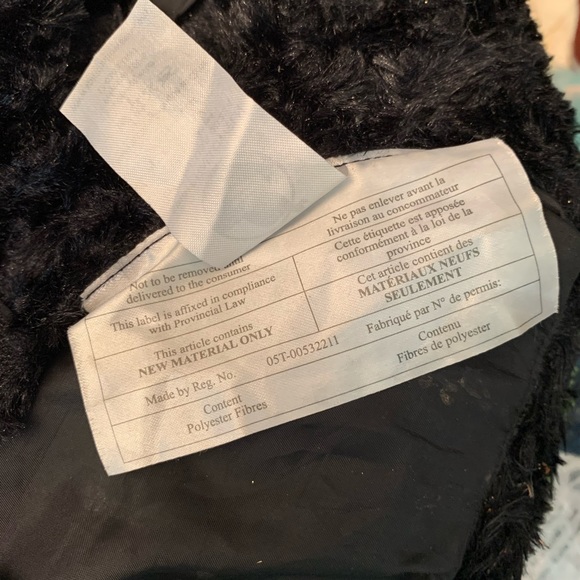 Not to be removed until
delivered to the consumer
Ne pas enlever avant la
livraison au consommateur
This label is affixed in compliance
with Provincial Law
Cette étiquette est apposée
conformément à la loi de la
province
This article contains
NEW MATERIAL ONLY
Cet article contient des
MATÉRIAUX NEUFS
SEULEMENT
Made by Reg. No. 05T-00532211 Fabriqué par N° de permis:
Content
Polyester Fibres
Contenu
Fibres de polyester